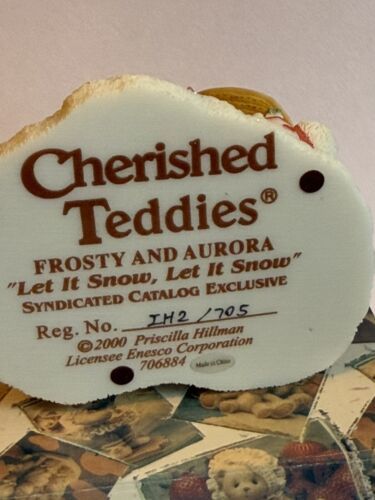 Cherished
Teddies®
FROSTY AND AURORA
"Let It Snow, Let It Snow"
SYNDICATED CATALOG EXCLUSIVE
Reg. No. IH2/705
©2000 Priscilla Hillman
Licensee Enesco Corporation
706884 Made in China